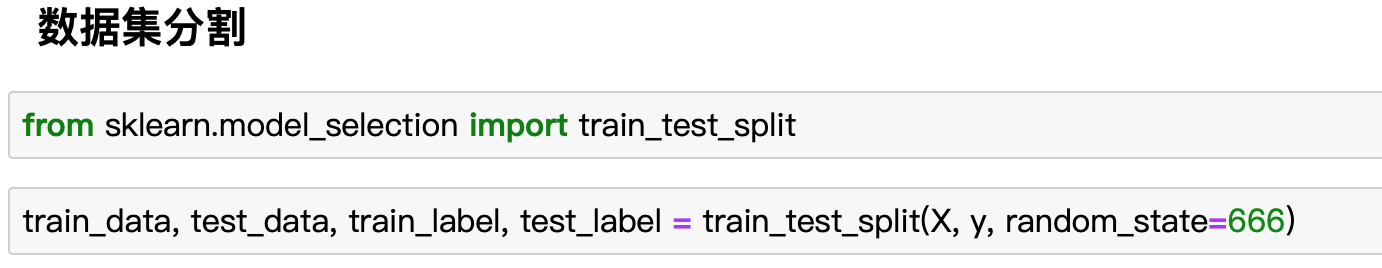 数据集分割
from sklearn.model_selection import train_test_split
train_data, test_data, train_label, test_label = train_test_split(X, y, random_state=666)